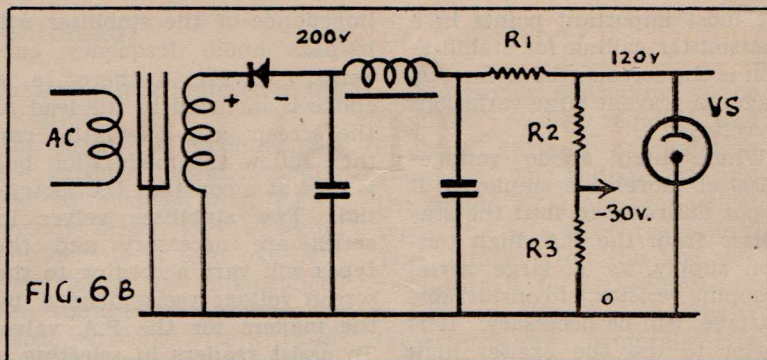 200v
R1
120v
+
-
AC
R2
VS
-30v.
R3
FIG. 6B
0